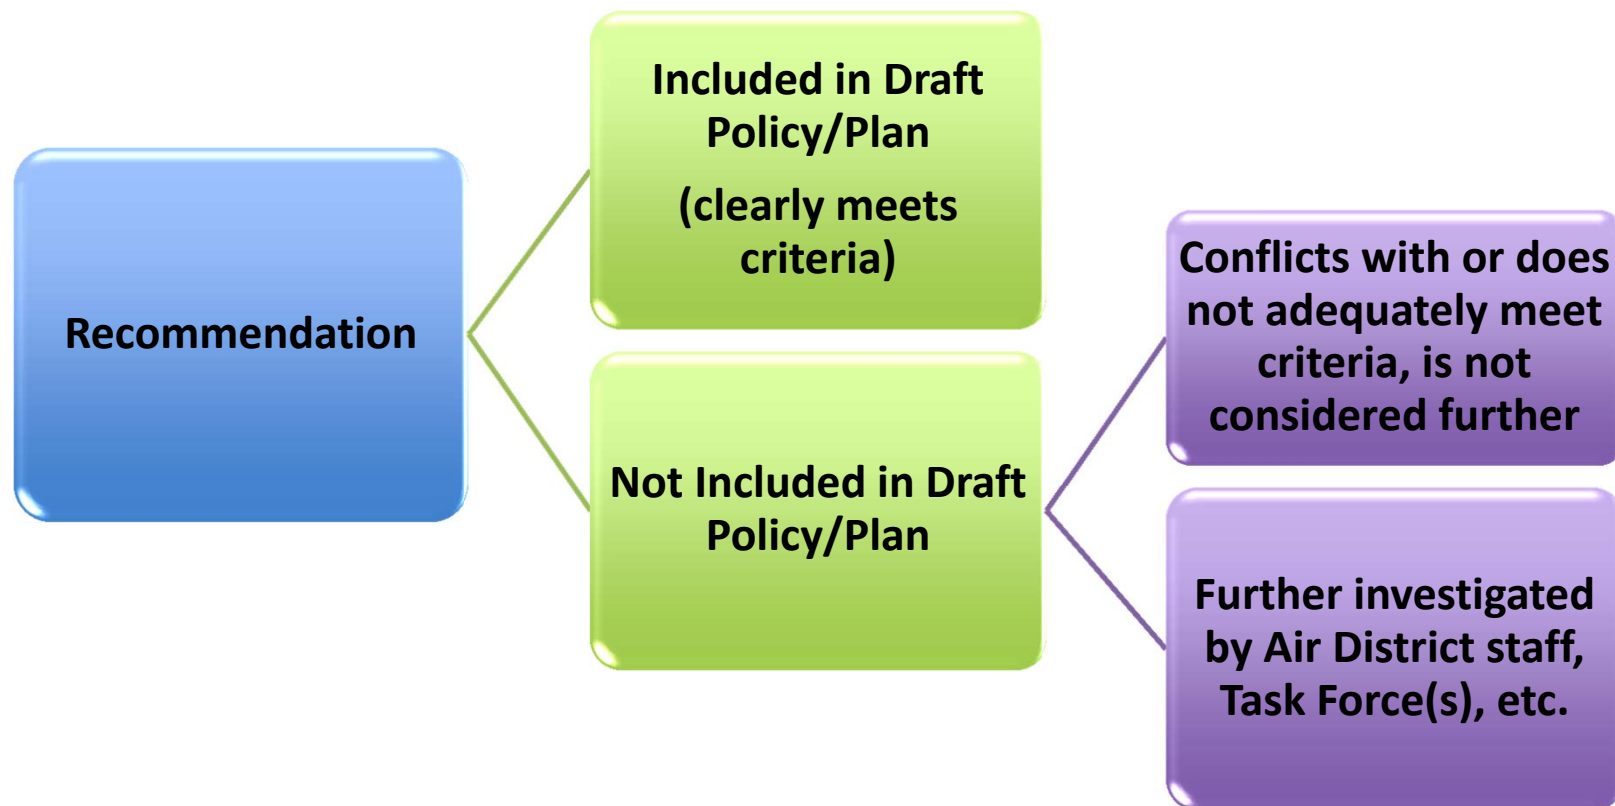 Recommendation
Included in Draft
Policy/Plan
(clearly meets
criteria)
Not Included in Draft
Policy/Plan
Conflicts with or does
not adequately meet
criteria, is not
considered further
Further investigated
by Air District staff,
Task Force(s), etc.